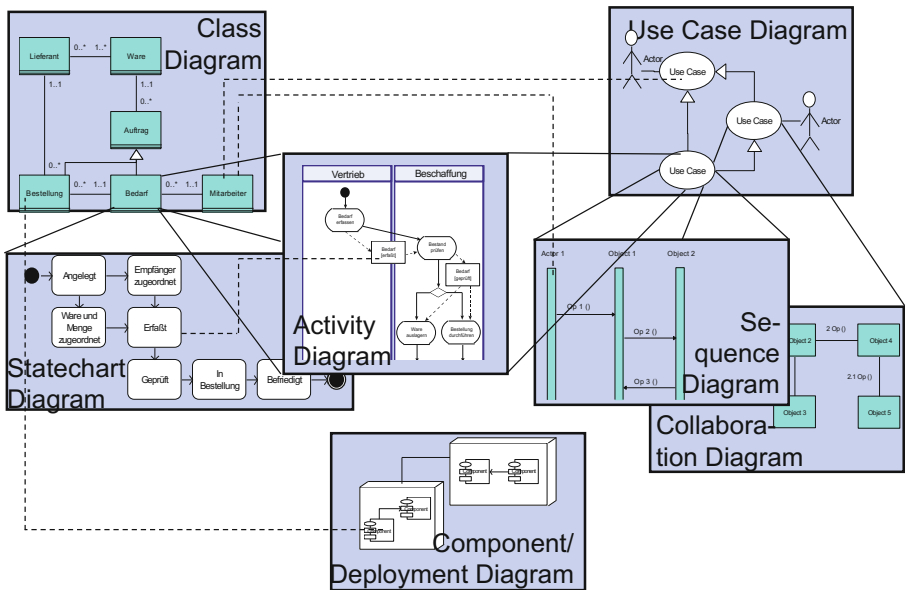 Class
Diagram
Lieferant
0..*
1..*
Ware
1..1
1..1
0..*
Auftrag
0..*
Bestellung
0..*
1..1
Bedarf
0..*
1..1
Mitarbeiter
Use Case Diagram
Actor
Use Case
Use Case
Actor
Use Case
Vertrieb
Beschaffung
Bedarf
erfassen
Bestand
prüfen
Bedarf
[erfaßt]
Bedarf
[geprüft]
Ware
auslagern
Bestellung
durchführen
Activity
Diagram
Angelegt
Empfänger
zugeordnet
Ware und
Menge
zugeordnet
Erfaßt
Geprüft
In
Bestellung
Befriedigt
Statechart
Diagram
Actor 1
Object 1
Object 2
Op 1 ()
Op 2 ()
Op 3 ()
Se-
quence
Diagram
Object 2
2 Op()
Object 4
2.1 Op()
Object 3
Object 5
Collabora-
tion Diagram
Component
Component
Component
Component
Component/
Deployment Diagram